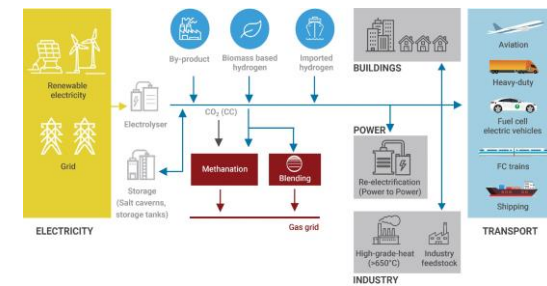 By-product
Biomass based
hydrogen
Imported
hydrogen
BUILDINGS
Aviation
Heavy-duty
Fuel cell
electric vehicles
FC trains
Shipping
TRANSPORT
Renewable
electricity
Grid
ELECTRICITY
Electrolyser
Storage
(Salt caverns,
storage tanks)
CO₂ (CC)
Methanation
Blending
Gas grid
POWER
Re-electrification
(Power to Power)
High-grade-heat
(>650°C)
Industry
feedstock
INDUSTRY